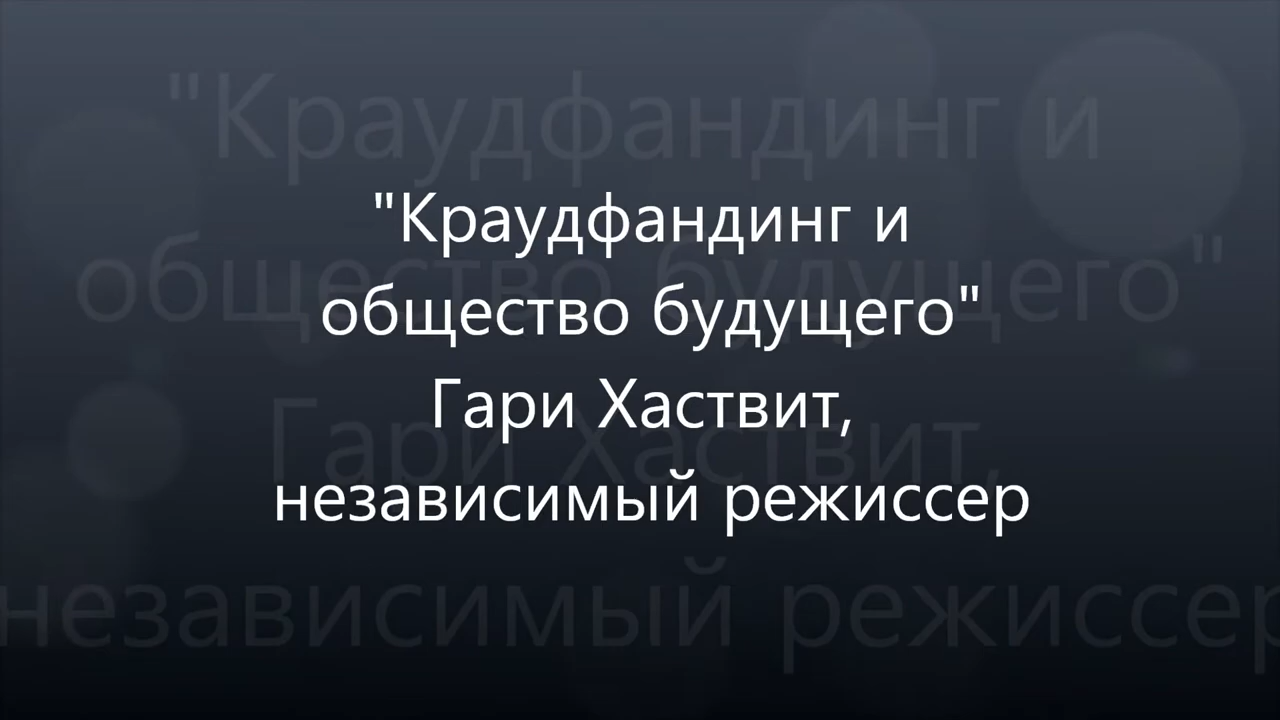 "Краудфандинг и
общество будущего"
Гари Хаствит,
независимый режиссер